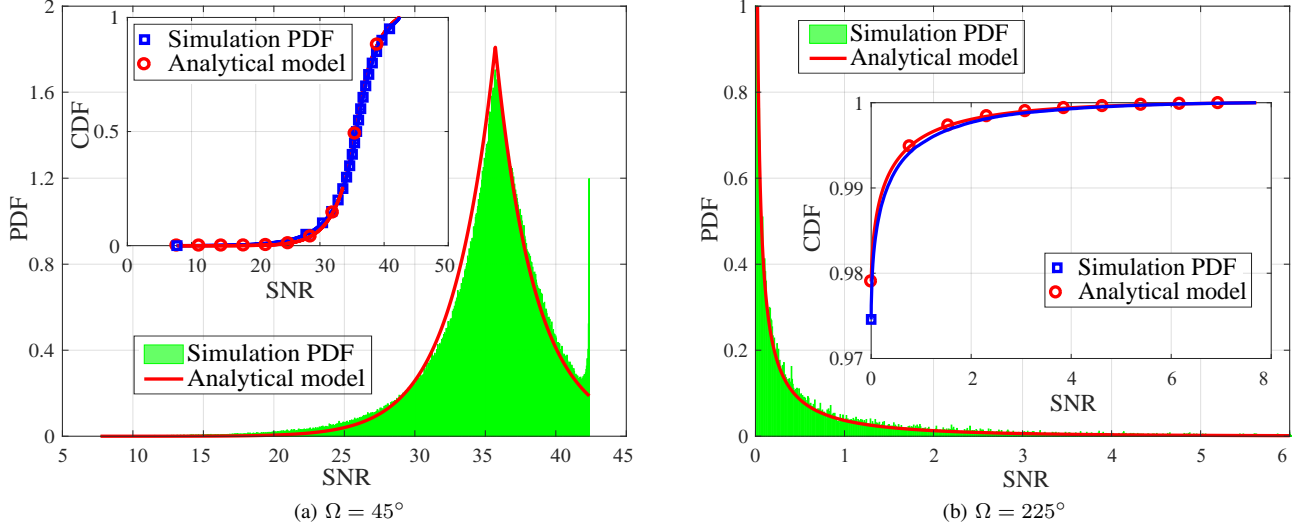 2
1.6
1.2
0.8
0.4
0
PDF
5 10 15 20 25 30 35 40 45
SNR
1
0.5
0
CDF
0 10 20 30 40 50
SNR
Simulation PDF
Analytical model
Simulation PDF
Analytical model
(a) Ω = 45°
1
0.8
0.6
0.4
0.2
0
PDF
0 1 2 3 4 5 6
SNR
Simulation PDF
Analytical model
1
0.99
0.98
0.97
CDF
0 2 4 6 8
SNR
Simulation PDF
Analytical model
(b) Ω = 225°